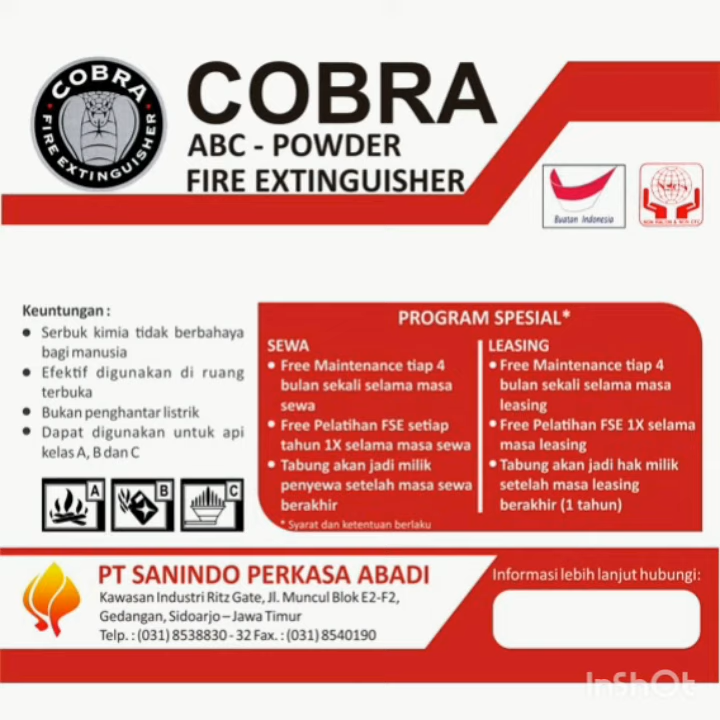 COBRA
FIRE EXTINGUISHER
COBRA
ABC - POWDER
FIRE EXTINGUISHER
Buatan Indonesia
Keuntungan :
• Serbuk kimia tidak berbahaya
bagi manusia
• Efektif digunakan di ruang
terbuka
• Bukan penghantar listrik
• Dapat digunakan untuk api
kelas A, B dan C
A
B
C
PROGRAM SPESIAL*
SEWA
• Free Maintenance tiap 4
bulan sekali selama masa
sewa
• Free Pelatihan FSE setiap
tahun 1X selama masa sewa
• Tabung akan jadi milik
penyewa setelah masa sewa
berakhir
* Syarat dan ketentuan berlaku
LEASING
• Free Maintenance tiap 4
bulan sekali selama masa
leasing
• Free Pelatihan FSE 1X selama
masa leasing
• Tabung akan jadi hak milik
setelah masa leasing
berakhir (1 tahun)
PT SANINDO PERKASA ABADI
Kawasan Industri Ritz Gate, Jl. Muncul Blok E2-F2,
Gedangan, Sidoarjo – Jawa Timur
Telp. : (031) 8538830 - 32 Fax. : (031) 8540190
Informasi lebih lanjut hubungi:
InShOt